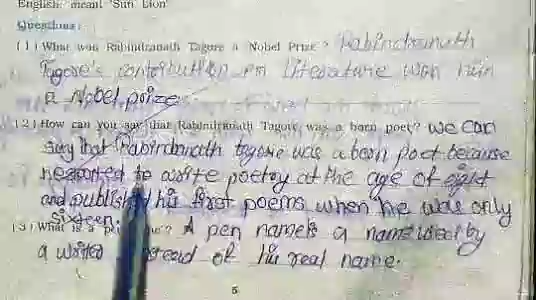 English, meant 'Sun Lion'
Questions:
(1) What won Rabindranath Tagore a Nobel Prize? Rabindranath
Tagore's contribution in Literature won him
a Nobel prize
(2) How can you say that Rabindranath Tagore was a born poet? we can
say that Rabindranath tagore was a born poet because
he started to write poetry at the age of eight
and published his first poems when he was only
sixteen.
(3) What is a ? A pen name is a name used by
a writer instead of his real name.
5